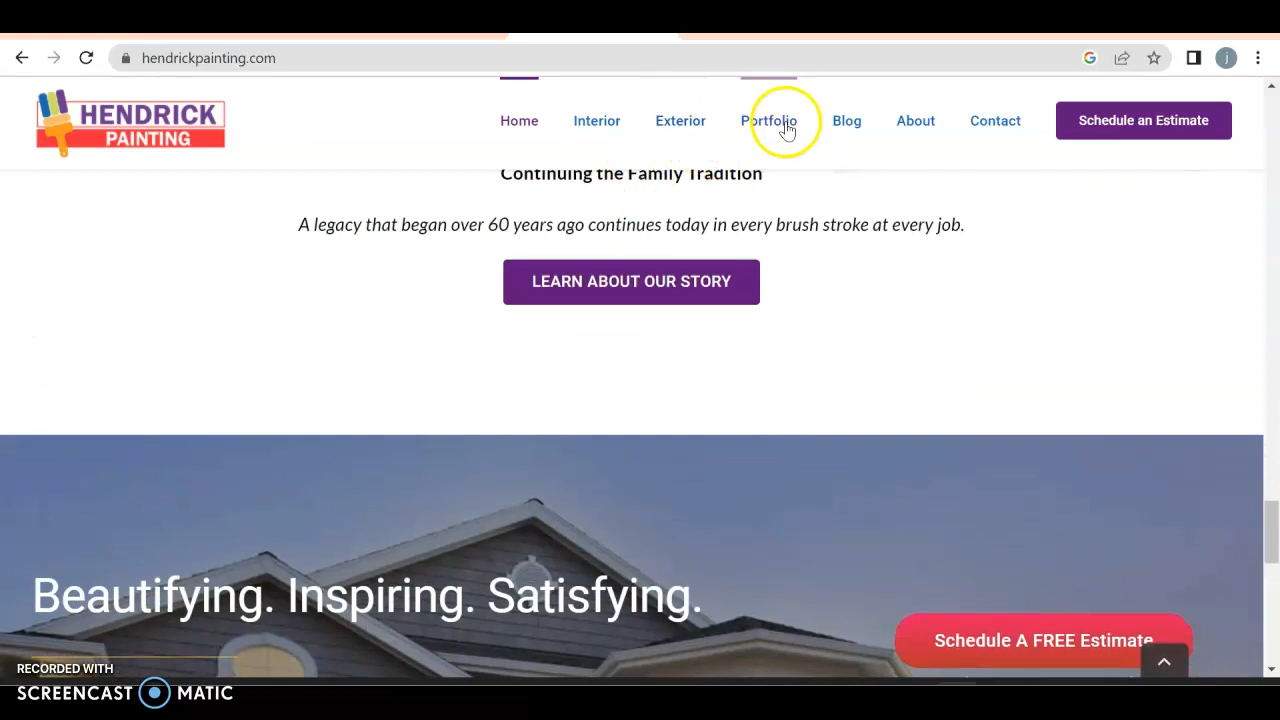 hendrickpainting.com
G
j
HENDRICK
PAINTING
Home
Interior
Exterior
Portfolio
Blog
About
Contact
Schedule an Estimate
Continuing the Family Tradition
A legacy that began over 60 years ago continues today in every brush stroke at every job.
LEARN ABOUT OUR STORY
Beautifying. Inspiring. Satisfying.
Schedule A FREE Estimate
RECORDED WITH
SCREENCAST MATIC